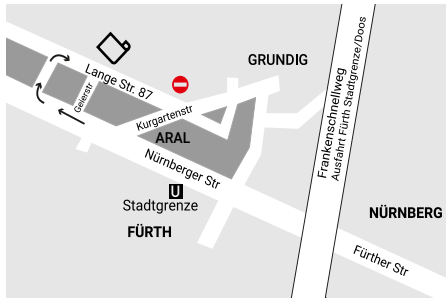 GRUNDIG
Lange Str. 87
Geierstr
Kurgartenstr
ARAL
Nürnberger Str
U
Stadtgrenze
FÜRTH
Frankenschnellweg
Ausfahrt Fürth Stadtgrenze/Doos
NÜRNBERG
Fürther Str